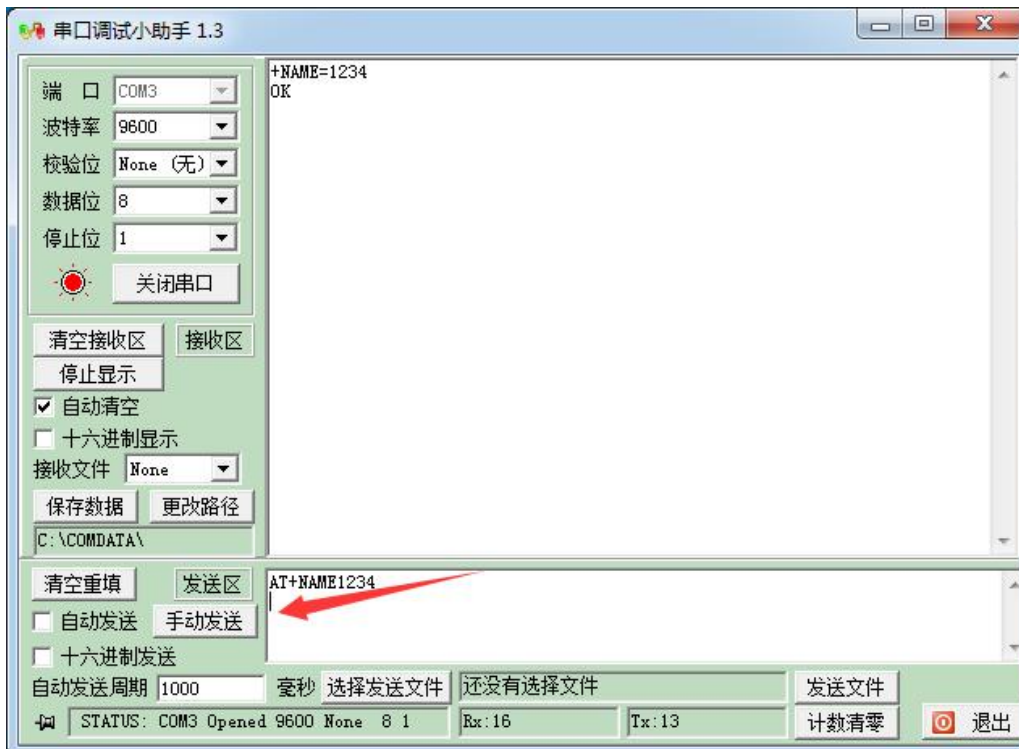 串口调试小助手 1.3
端 口 COM3
波特率 9600
校验位 None (无)
数据位 8
停止位 1
关闭串口
清空接收区 接收区
停止显示
自动清空
十六进制显示
接收文件 None
保存数据 更改路径
C:\COMDATA\
+NAME=1234
OK
清空重填 发送区
自动发送 手动发送
十六进制发送
AT+NAME1234
自动发送周期 1000 毫秒 选择发送文件 还没有选择文件 发送文件
STATUS: COM3 Opened 9600 None 8 1 Rx:16 Tx:13 计数清零 退出